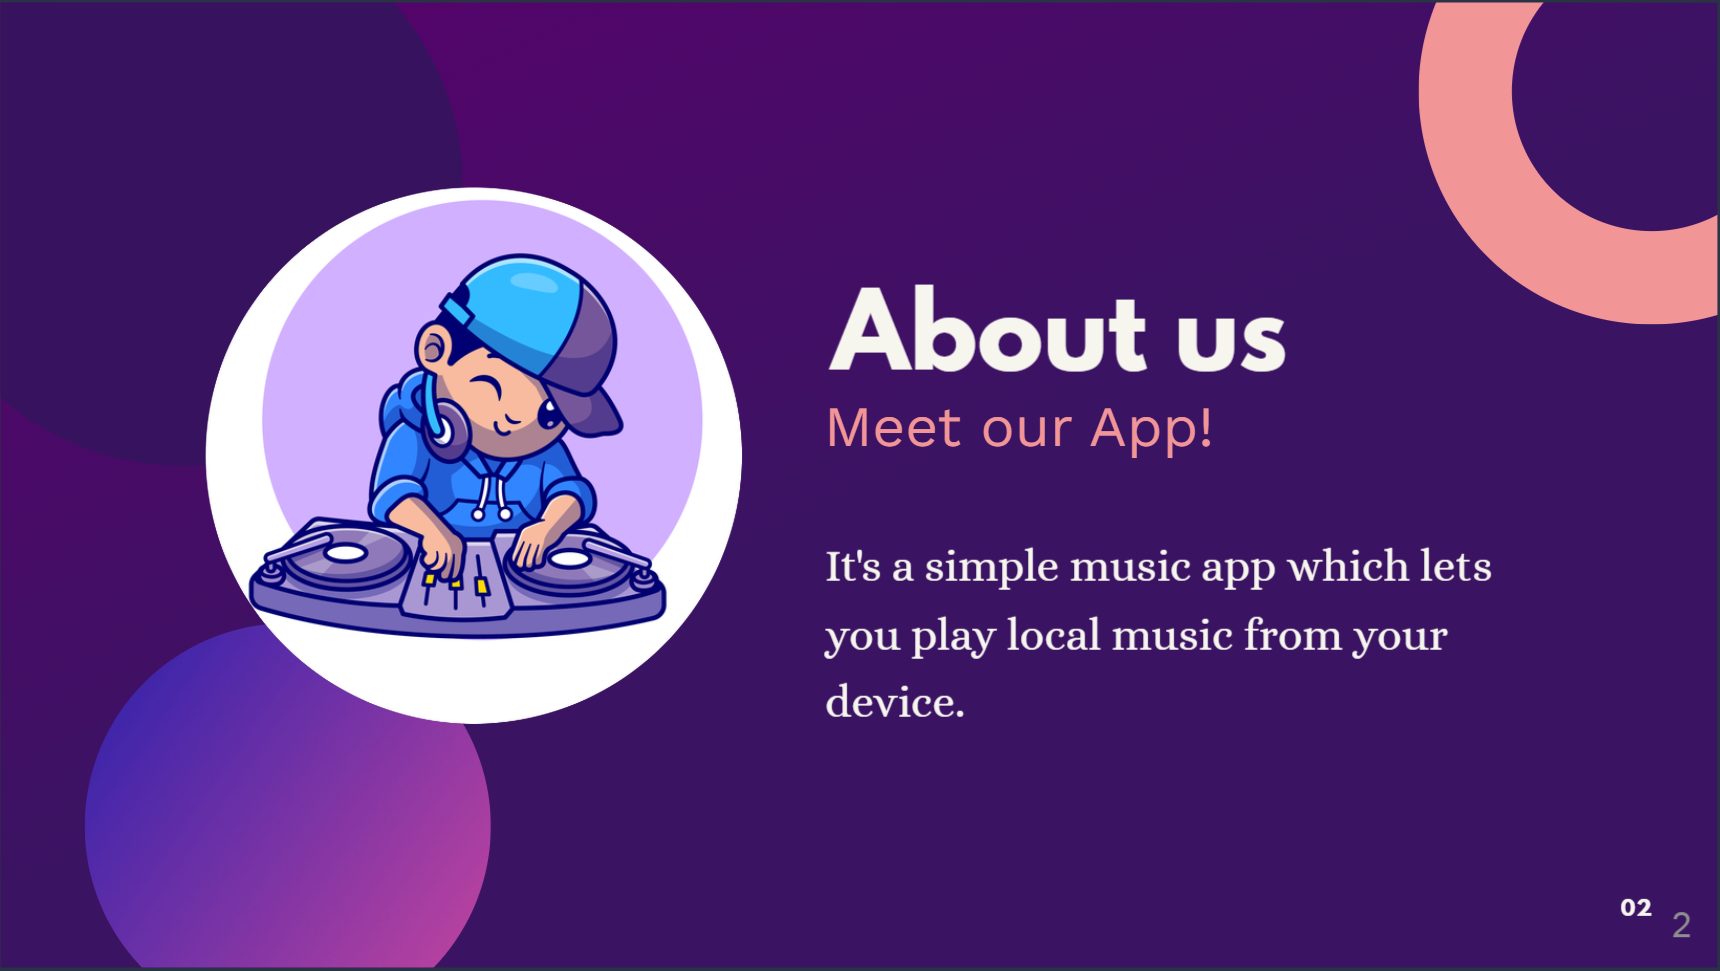 About us
Meet our App!
It's a simple music app which lets
you play local music from your
device.
02
2